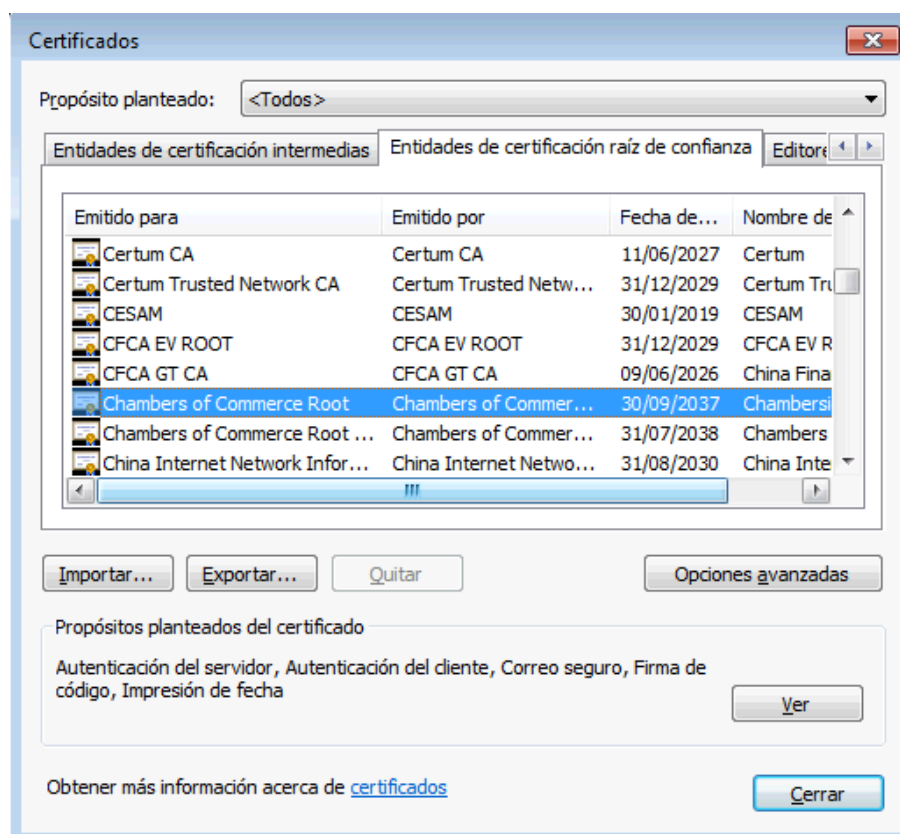 Certificados
Propósito planteado: <Todos>
Entidades de certificación intermedias Entidades de certificación raíz de confianza Editore
Emitido para Emitido por Fecha de... Nombre de
Certum CA Certum CA 11/06/2027 Certum
Certum Trusted Network CA Certum Trusted Netw... 31/12/2029 Certum Tru
CESAM CESAM 30/01/2019 CESAM
CFCA EV ROOT CFCA EV ROOT 31/12/2029 CFCA EV R
CFCA GT CA CFCA GT CA 09/06/2026 China Fina
Chambers of Commerce Root Chambers of Commer... 30/09/2037 Chambersi
Chambers of Commerce Root ... Chambers of Commer... 31/07/2038 Chambers
China Internet Network Infor... China Internet Netwo... 31/08/2030 China Inte
Importar... Exportar... Quitar Opciones avanzadas
Propósitos planteados del certificado
Autenticación del servidor, Autenticación del cliente, Correo seguro, Firma de
código, Impresión de fecha
Ver
Obtener más información acerca de certificados
Cerrar